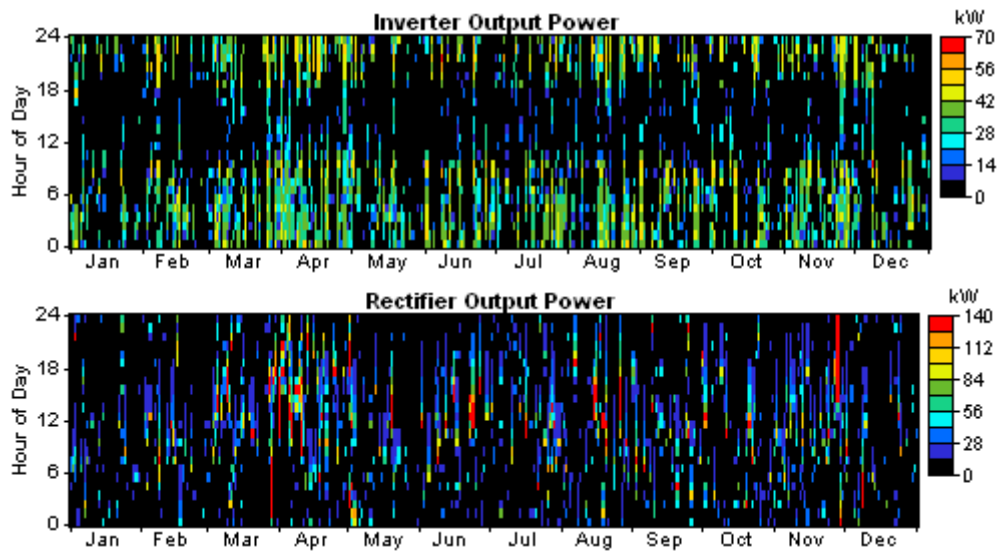 Inverter Output Power
kW
24
18
12
6
0
Hour of Day
70
56
42
28
14
0
Jan Feb Mar Apr May Jun Jul Aug Sep Oct Nov Dec
Rectifier Output Power
kW
24
18
12
6
0
Hour of Day
140
112
84
56
28
0
Jan Feb Mar Apr May Jun Jul Aug Sep Oct Nov Dec